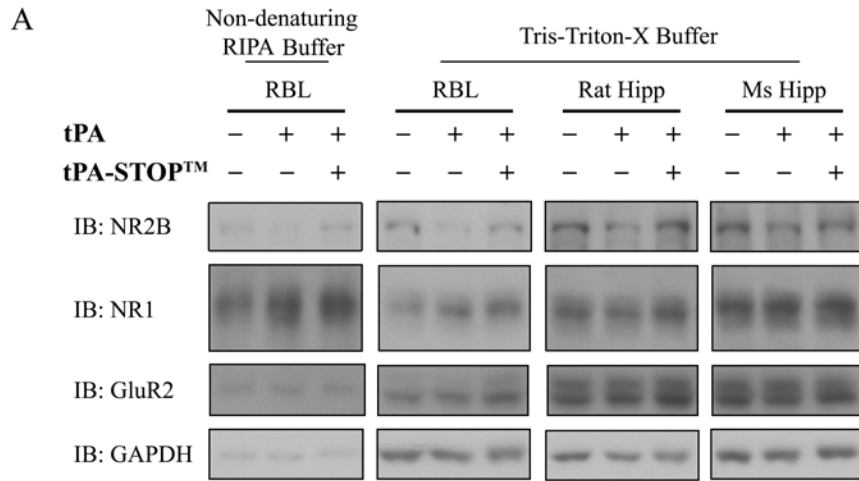 A
Non-denaturing
RIPA Buffer
Tris-Triton-X Buffer
RBL RBL Rat Hipp Ms Hipp
tPA − + + − + + − + + − + +
tPA-STOP™ − − + − − + − − + − − +
IB: NR2B
IB: NR1
IB: GluR2
IB: GAPDH